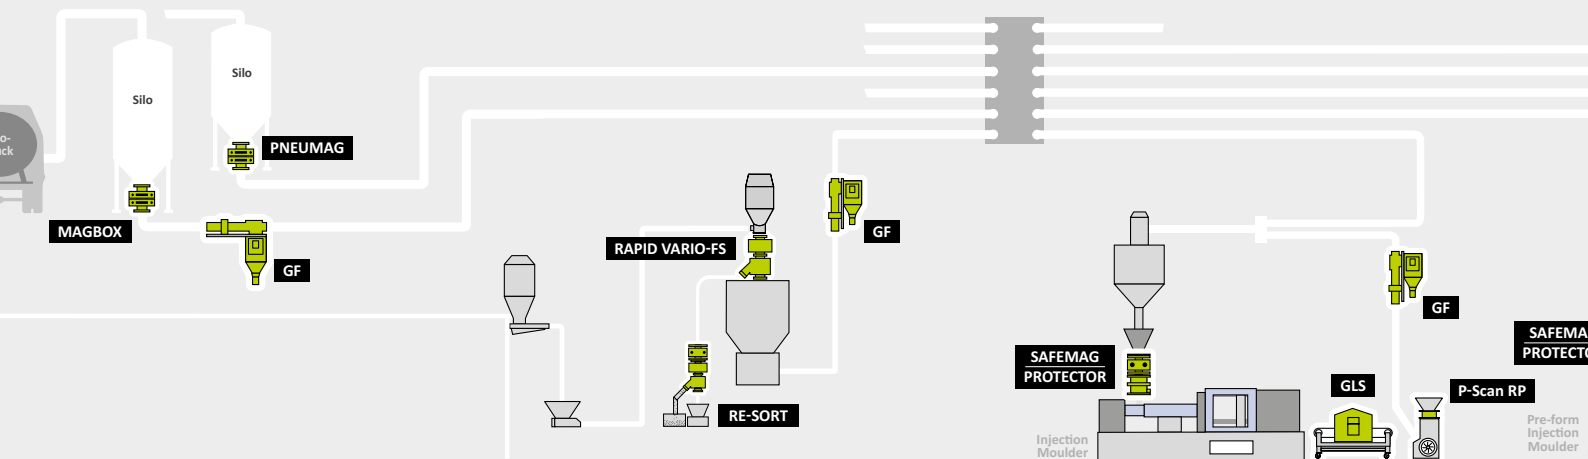 Silo
Silo
PNEUMAG
MAGBOX
GF
RAPID VARIO-FS
GF
RE-SORT
SAFEMAG
PROTECTOR
Injection
Moulder
GF
GLS
P-Scan RP
Pre-form
Injection
Moulder